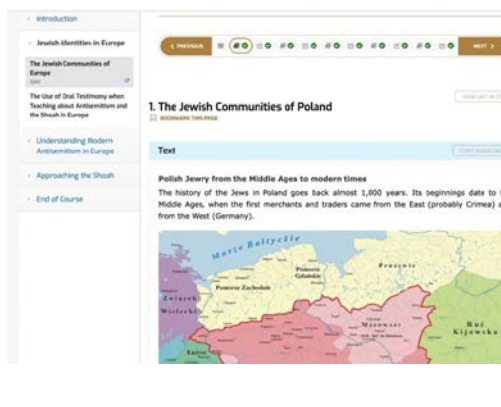 Introduction
Jewish Identities in Europe
The Jewish Communities of
Europe
Quiz
The Use of Oral Testimony when
Teaching about Antisemitism and
the Shoah in Europe
Understanding Modern
Antisemitism in Europe
Approaching the Shoah
End of Course
< PREVIOUS
NEXT >
1. The Jewish Communities of Poland
BOOKMARK THIS PAGE
VIEW UNIT IN
Text
Polish Jewry from the Middle Ages to modern times
The history of the Jews in Poland goes back almost 1,000 years. Its beginnings date to
Middle Ages, when the first merchants and traders came from the East (probably Crimea)
from the West (Germany).
Morze Bałtyckie
Pomorze
Gdańskie
Prusowie
Pomorze Zachodnie
Związek
Wielecki
Mazowsze
Ruś
Kijowska